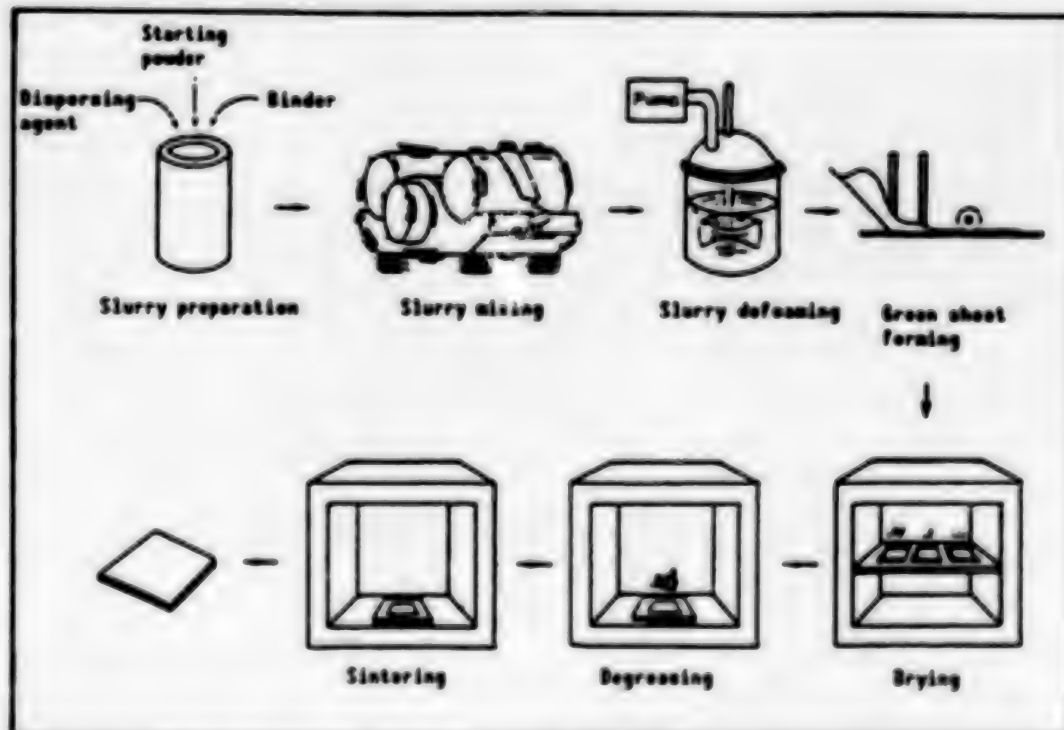 Starting
powder
Dispersing
agent
Binder
Slurry preparation
Slurry mixing
Pump
Slurry defoaming
Green sheet
forming
Sintering
Degreasing
Drying